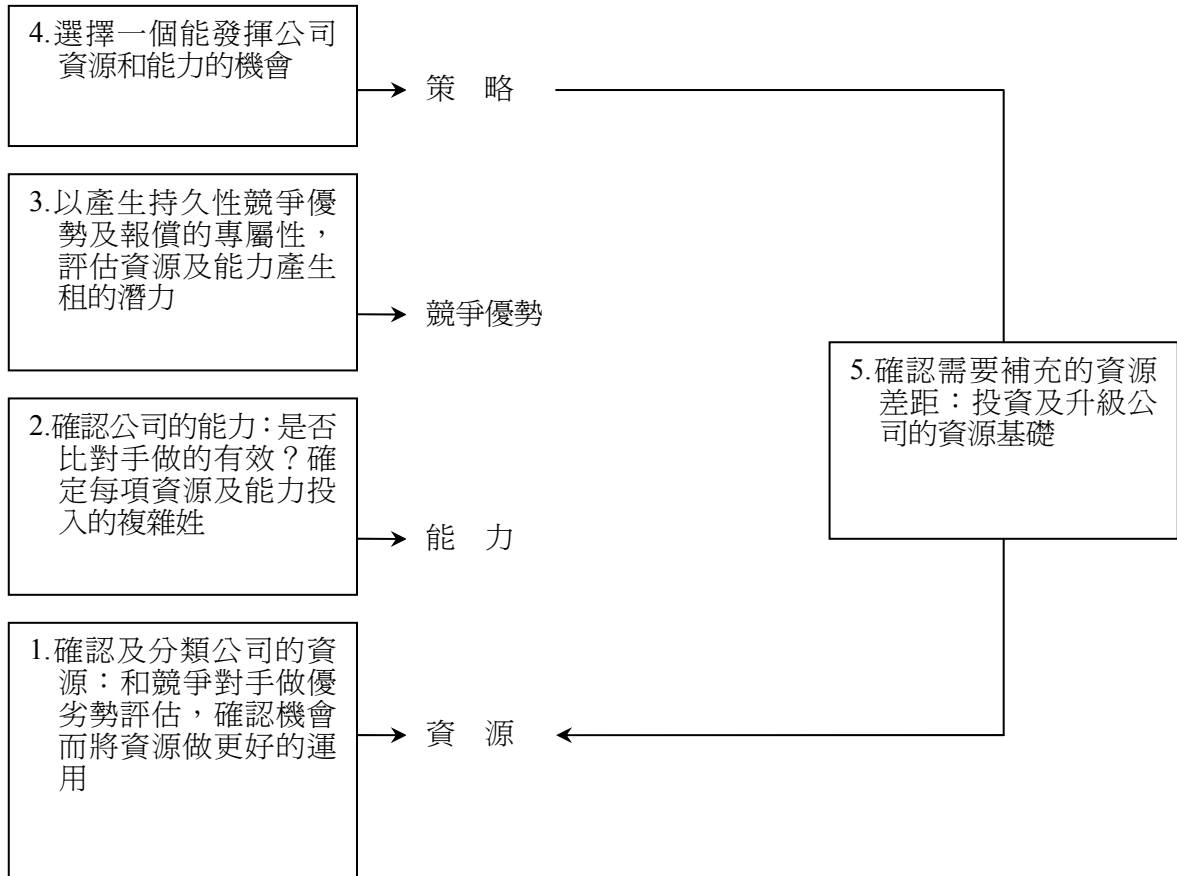 4.選擇一個能發揮公司
資源和能力的機會
策 略
3.以產生持久性競爭優
勢及報償的專屬性，
評估資源及能力產生
租的潛力
競爭優勢
5.確認需要補充的資源
差距：投資及升級公
司的資源基礎
2.確認公司的能力：是否
比對手做的有效？確
定每項資源及能力投
入的複雜姓
能 力
1.確認及分類公司的資
源：和競爭對手做優
劣勢評估，確認機會
而將資源做更好的運
用
資 源